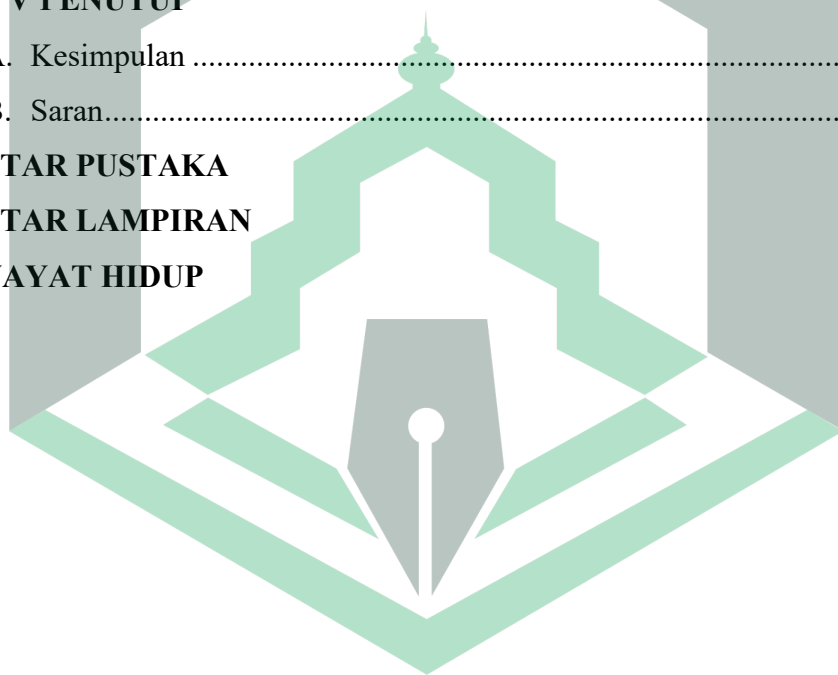 V PENUTUP
A. Kesimpulan ................................................................................
B. Saran...........................................................................................
TAR PUSTAKA
TAR LAMPIRAN
AYAT HIDUP